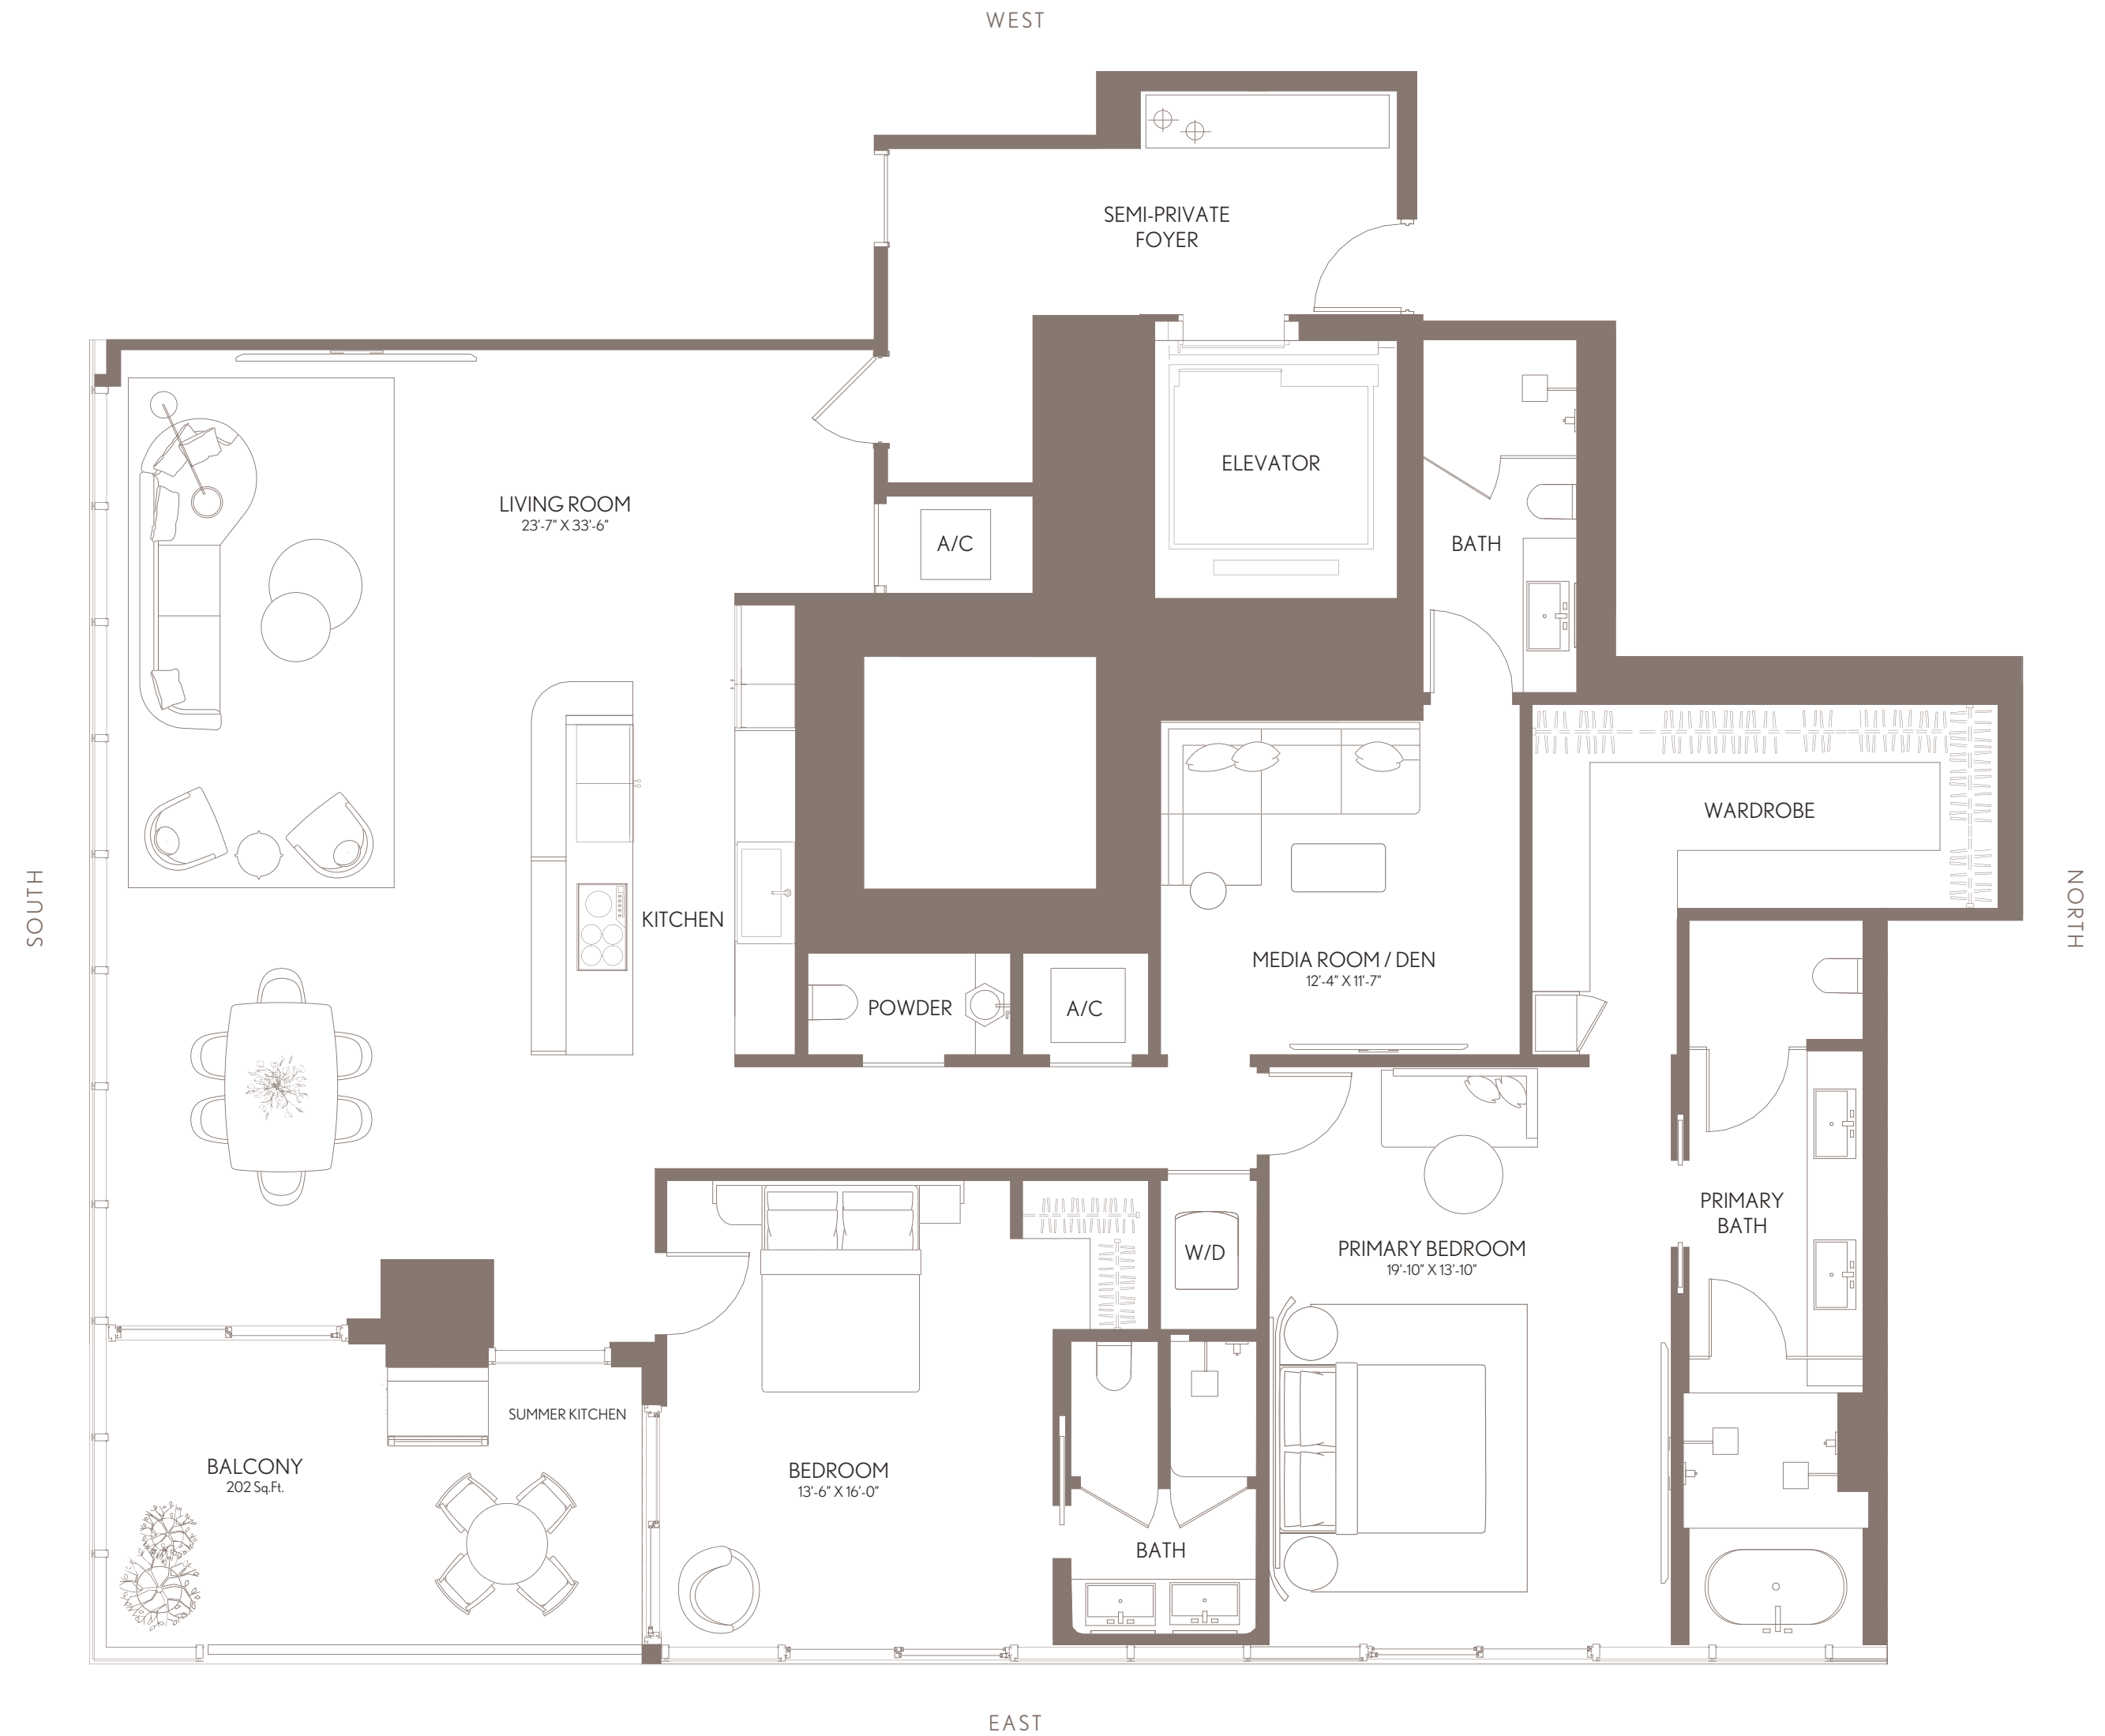 WEST
SEMI-PRIVATE
FOYER
ELEVATOR
LIVING ROOM
23'-7" X 33'-6"
A/C
BATH
WARDROBE
SOUTH
NORTH
KITCHEN
MEDIA ROOM / DEN
12'-4" X 11'-7"
POWDER
A/C
PRIMARY
BATH
W/D
PRIMARY BEDROOM
19'-10" X 13'-10"
SUMMER KITCHEN
BALCONY
202 Sq.Ft.
BEDROOM
13'-6" X 16'-0"
BATH
EAST